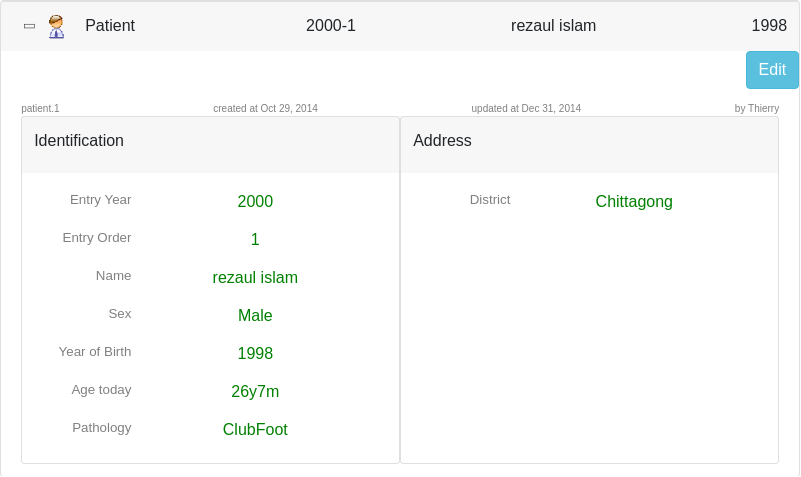 Patient 2000-1 rezaul islam 1998
Edit
patient.1 created at Oct 29, 2014 updated at Dec 31, 2014 by Thierry
Identification
Entry Year 2000
Entry Order 1
Name rezaul islam
Sex Male
Year of Birth 1998
Age today 26y7m
Pathology ClubFoot
Address
District Chittagong